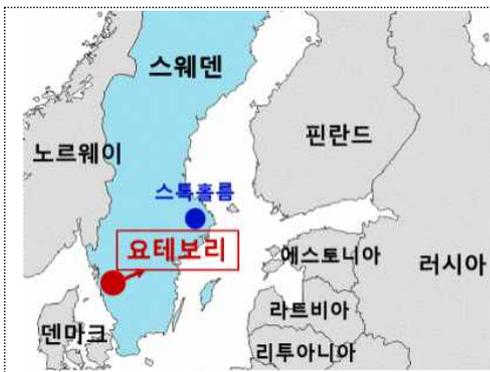 스웨덴
핀란드
노르웨이
스톡홀름
요테보리
에스토니아
러시아
라트비아
덴마크
리투아니아